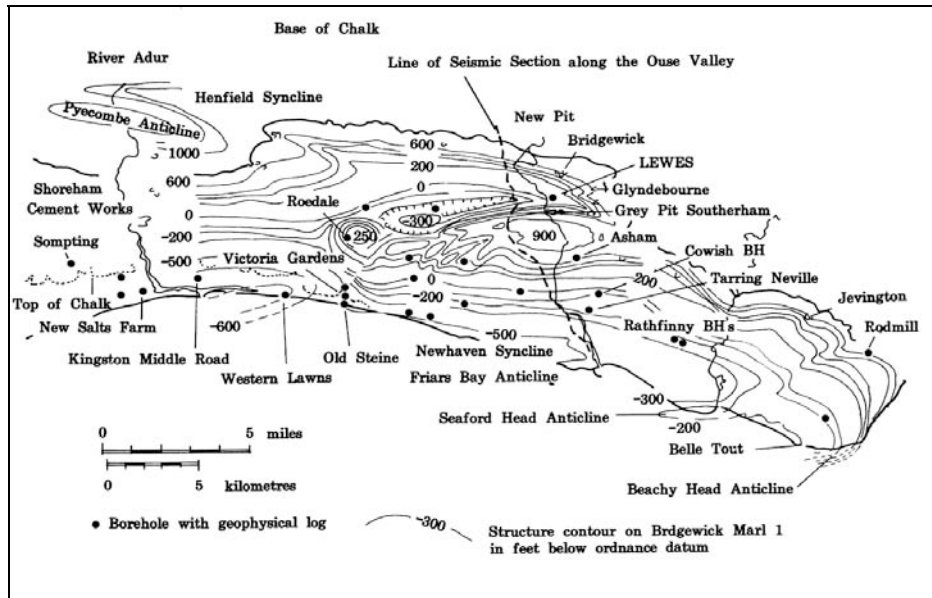 Base of Chalk
River Adur
Line of Seismic Section along the Ouse Valley
Henfield Syncline
New Pit
Pyecombe Anticline
Bridgewick
600
1000
LEWES
200
600
0
Glyndebourne
Shoreham
Cement Works
Roedale
Grey Pit Southerham
0
-300
250
900
Asham
-200
Sompting
Victoria Gardens
Cowish BH
-500
0
200
Tarring Neville
Top of Chalk
-200
Jevington
New Salts Farm
-600
Rathfinny BH's
Rodmill
-500
Kingston Middle Road
Old Steine
Newhaven Syncline
Western Lawns
Friars Bay Anticline
-300
Seaford Head Anticline
-200
0 5 miles
Belle Tout
0 5
kilometres
Beachy Head Anticline
Borehole with geophysical log
-300
Structure contour on Brdgewick Marl 1
in feet below ordnance datum